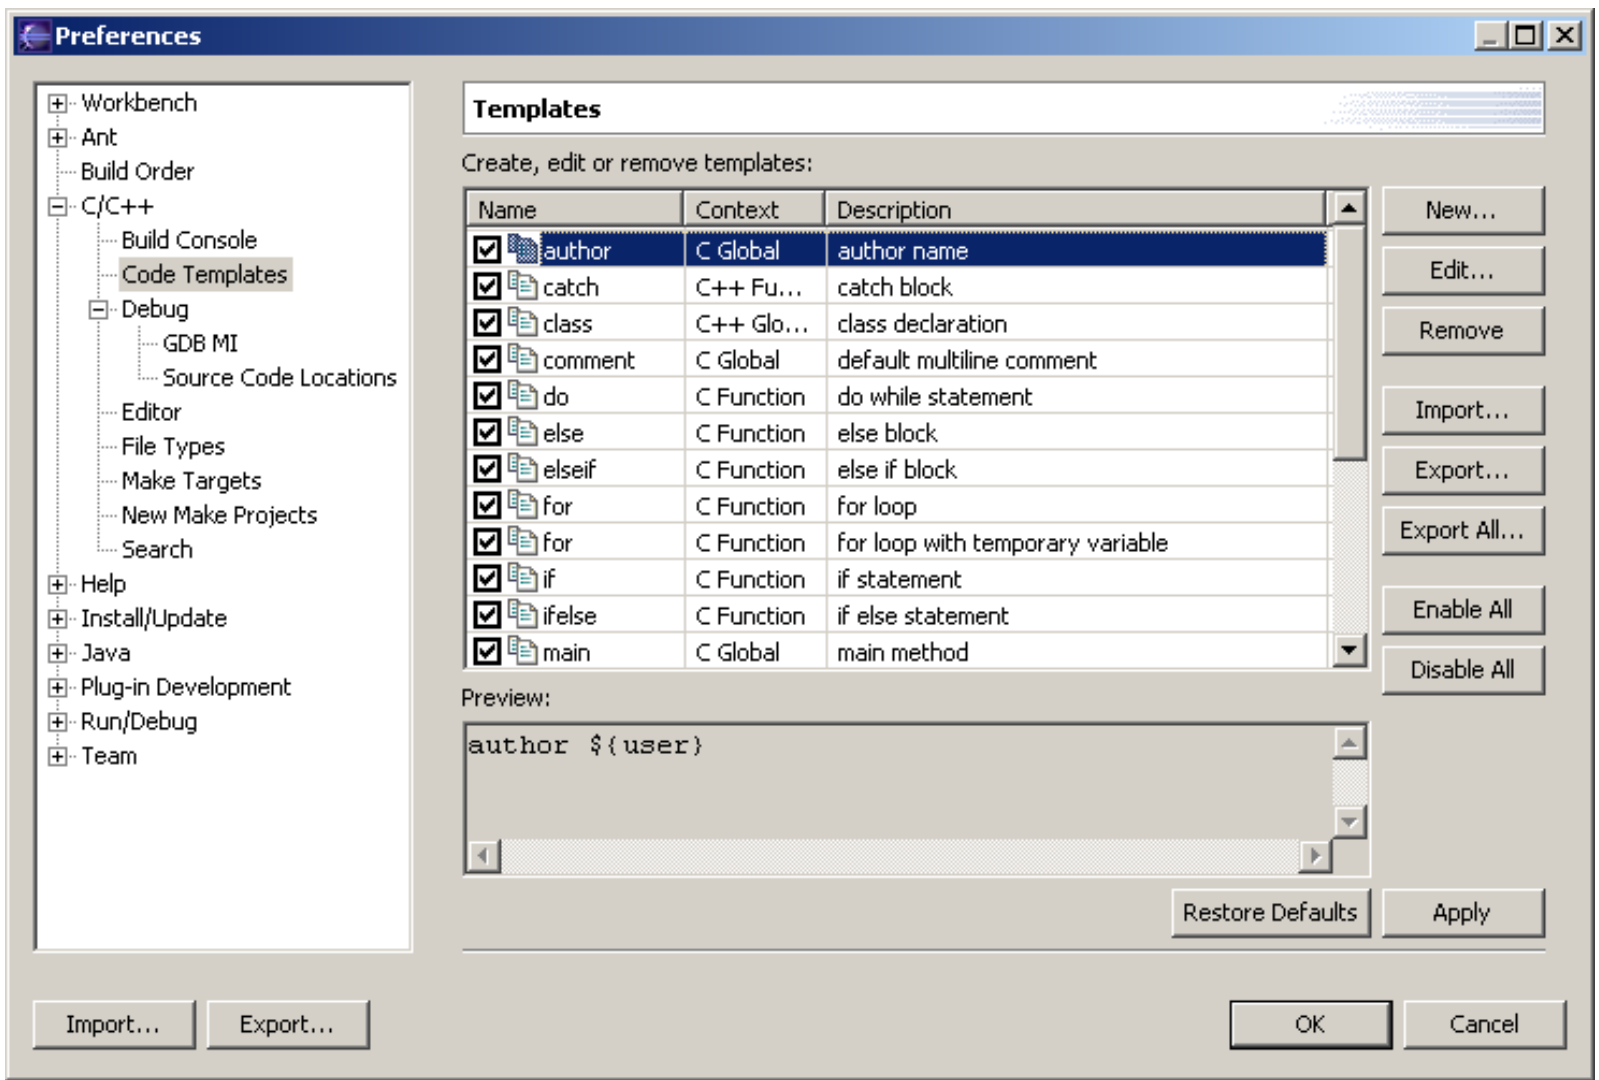 Preferences
Workbench
Ant
Build Order
C/C++
Build Console
Code Templates
Debug
GDB MI
Source Code Locations
Editor
File Types
Make Targets
New Make Projects
Search
Help
Install/Update
Java
Plug-in Development
Run/Debug
Team
Templates
Create, edit or remove templates:
Name Context Description
author C Global author name
catch C++ Fu... catch block
class C++ Glo... class declaration
comment C Global default multiline comment
do C Function do while statement
else C Function else block
elseif C Function else if block
for C Function for loop
for C Function for loop with temporary variable
if C Function if statement
ifelse C Function if else statement
main C Global main method
New...
Edit...
Remove
Import...
Export...
Export All...
Enable All
Disable All
Preview:
author ${user}
Restore Defaults Apply
Import... Export... OK Cancel